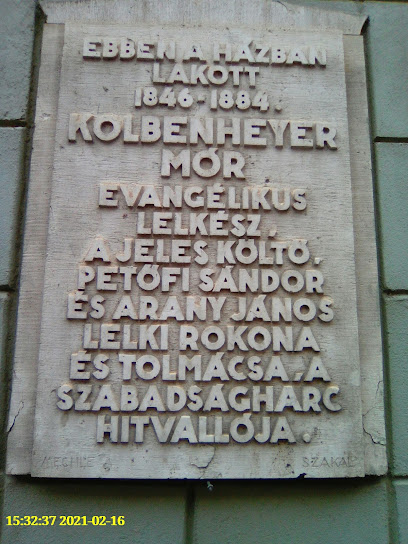 EBBEN A HÁZBAN
LAKOTT
1846-1884.
KOLBENHEYER
MÓR
EVANGÉLIKUS
LELKÉSZ,
A JELES KÖLTŐ,
PETŐFI SÁNDOR
ÉS ARANY JÁNOS
LELKI ROKONA
ÉS TOLMÁCSA, A
SZABADSÁGHARC
HITVALLÓJA.
15:32:37 2021-02-16